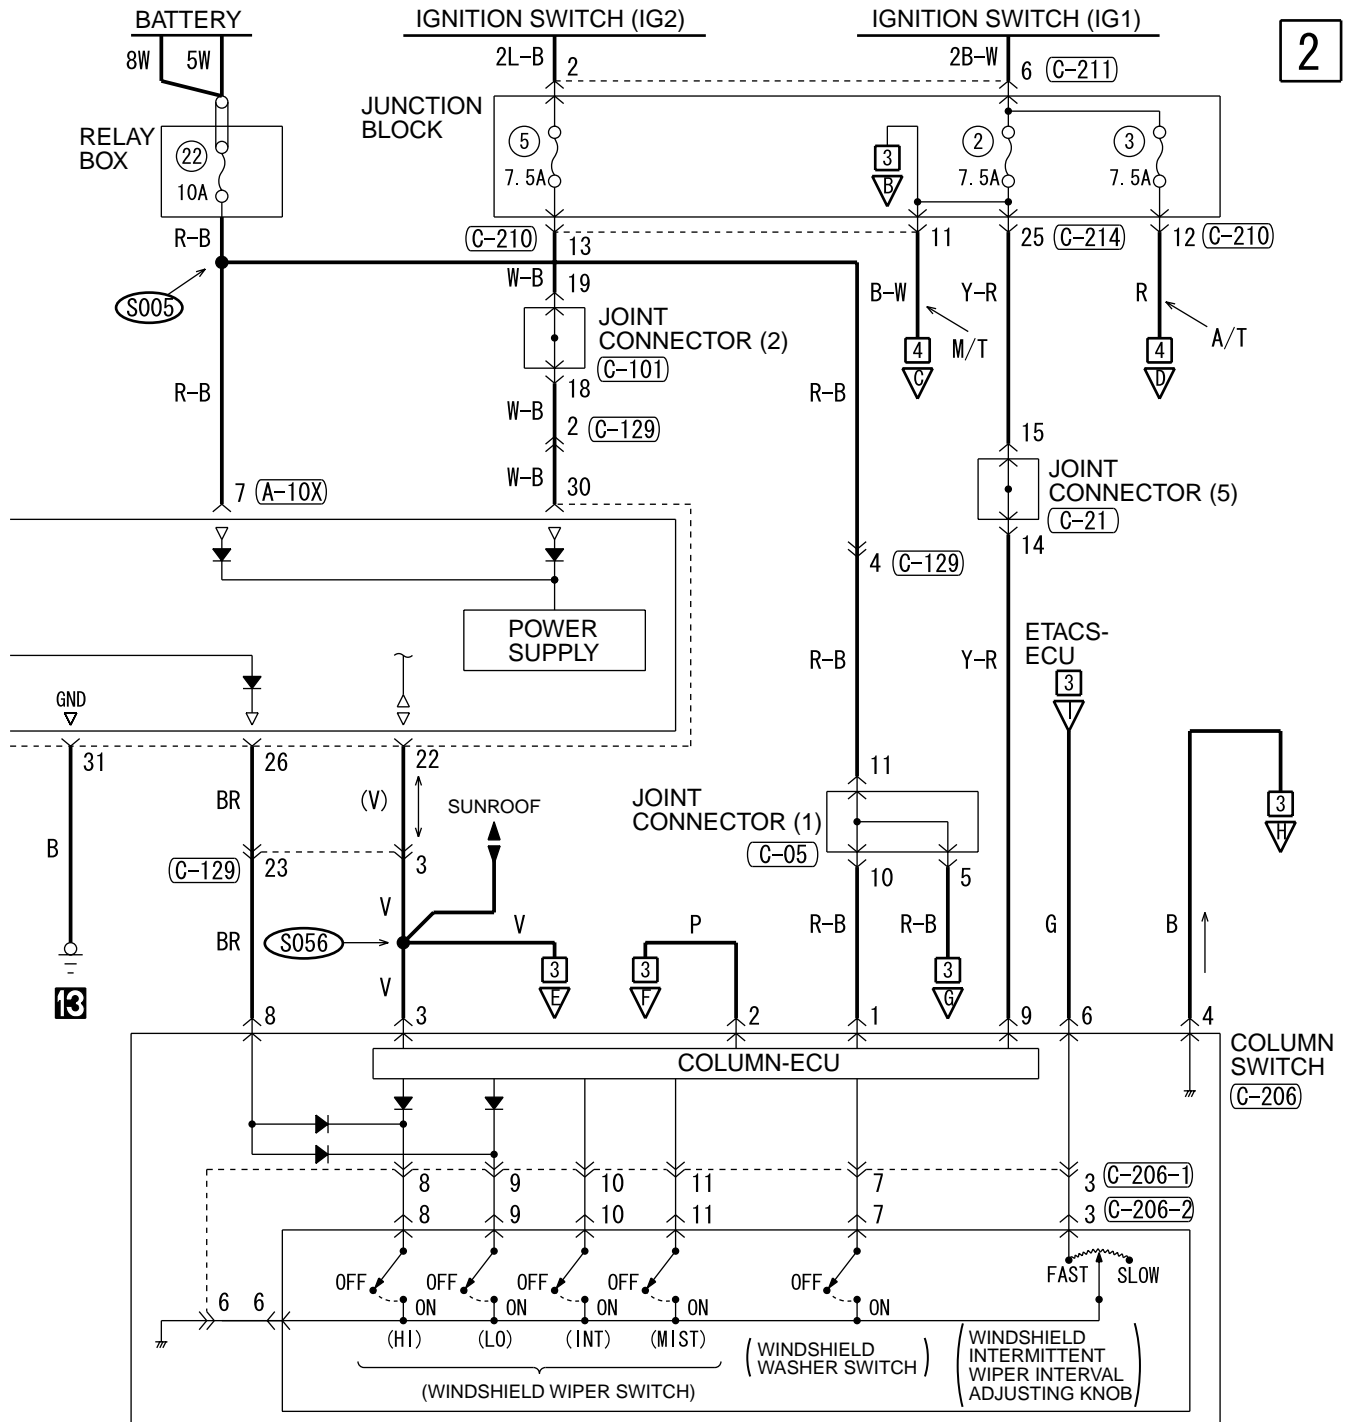 BATTERY
IGNITION SWITCH (IG2)
IGNITION SWITCH (IG1)
2
8W
5W
2L-B
2
2B-W
6
C-211
JUNCTION
BLOCK
RELAY
BOX
22
10A
5
7.5A
3
B
2
7.5A
3
7.5A
R-B
C-210
13
11
25
C-214
12
C-210
S005
W-B
19
B-W
Y-R
R
JOINT
CONNECTOR (2)
C-101
M/T
A/T
4
C
4
D
R-B
18
W-B
2
C-129
R-B
15
W-B
30
7
A-10X
JOINT
CONNECTOR (5)
C-21
14
4
C-129
POWER
SUPPLY
R-B
Y-R
ETACS-
ECU
3
I
GND
31
26
22
11
BR
(V)
SUNROOF
JOINT
CONNECTOR (1)
C-05
3
H
B
C-129
23
3
10
5
V
BR
S056
V
P
R-B
R-B
G
B
3
E
3
F
3
G
V
13
8
3
2
1
9
6
4
COLUMN-ECU
COLUMN
SWITCH
C-206
8
9
10
11
7
3
C-206-1
8
9
10
11
7
3
C-206-2
OFF
OFF
OFF
OFF
OFF
FAST
SLOW
6
6
ON
ON
ON
ON
ON
(HI)
(LO)
(INT)
(MIST)
(WINDSHIELD WIPER SWITCH)
(WINDSHIELD
WASHER SWITCH)
(WINDSHIELD
INTERMITTENT
WIPER INTERVAL
ADJUSTING KNOB)